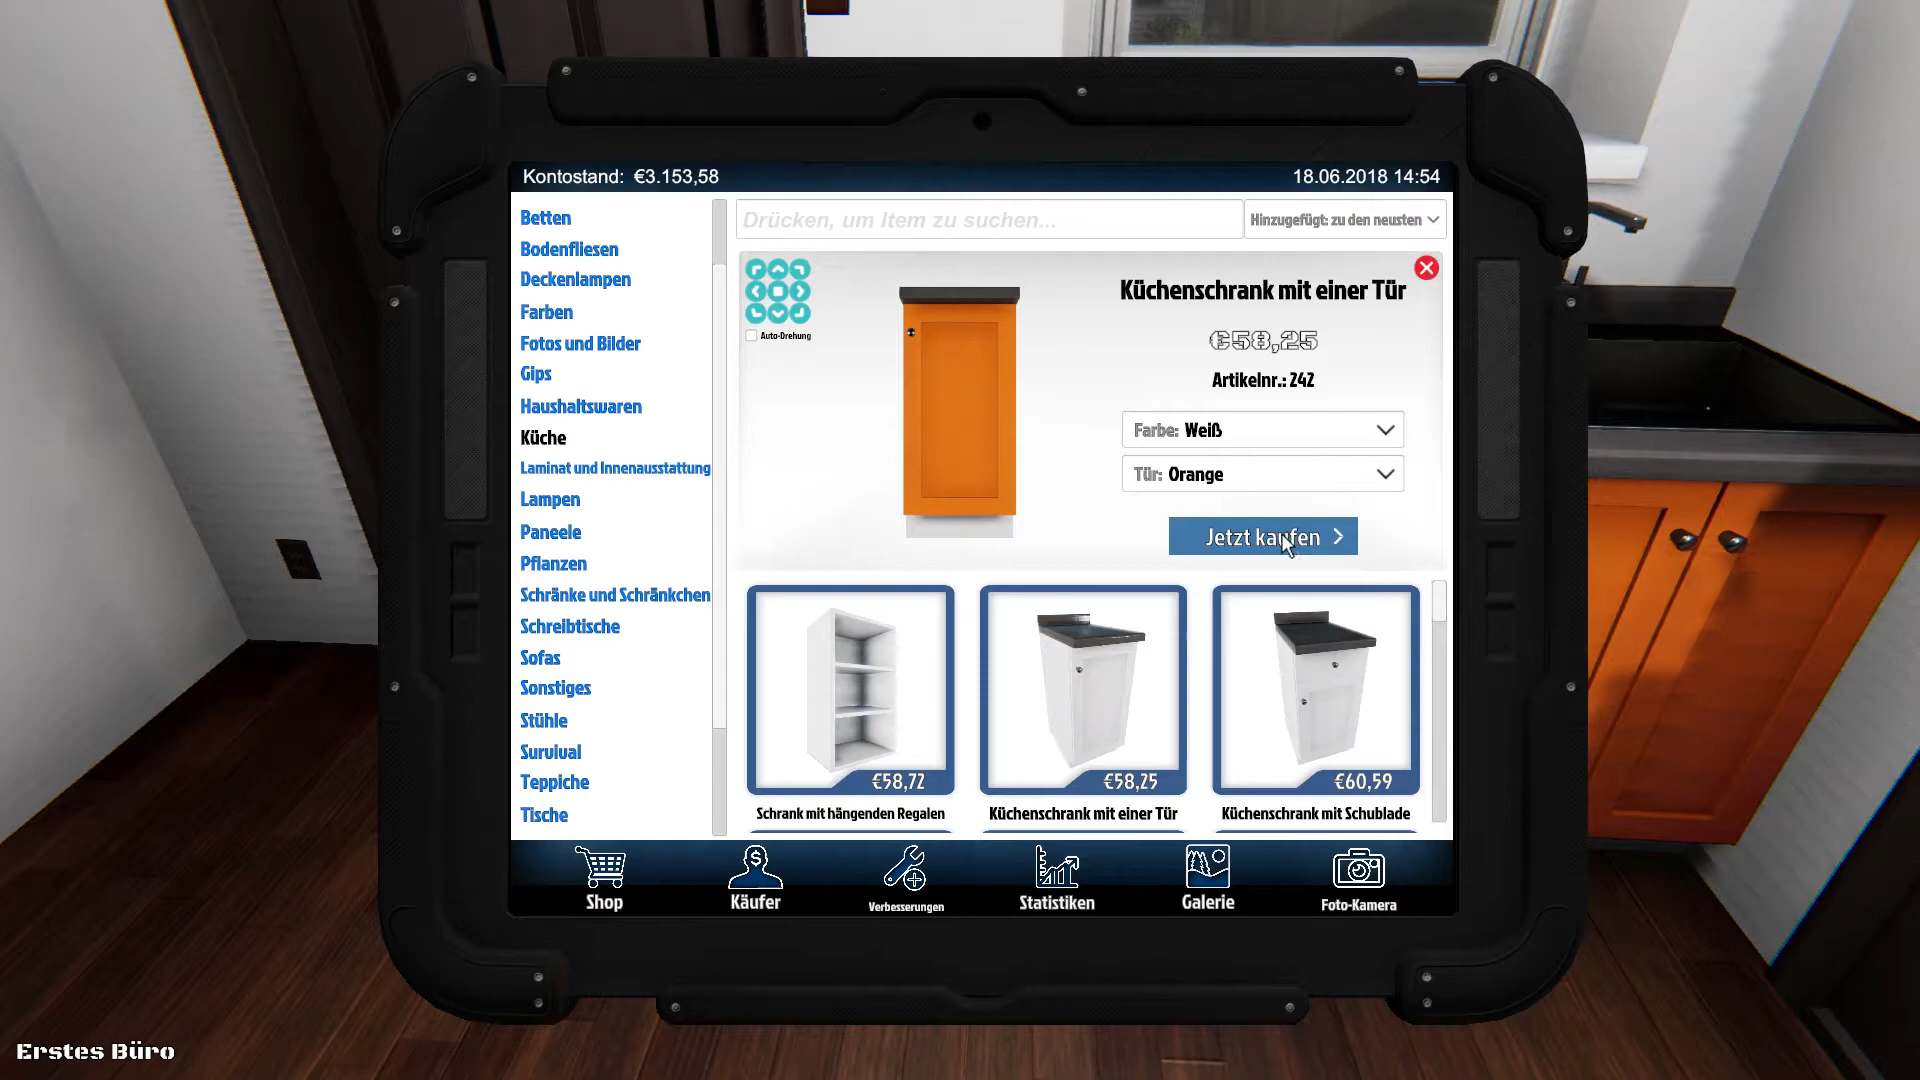 Kontostand: €3.153,58
18.06.2018 14:54
Betten
Bodenfliesen
Deckenlampen
Farben
Fotos und Bilder
Gips
Haushaltswaren
Küche
Laminat und Innenausstattung
Lampen
Paneele
Pflanzen
Schränke und Schränkchen
Schreibtische
Sofas
Sonstiges
Stühle
Survival
Teppiche
Tische
Drücken, um Item zu suchen...
Hinzugefügt: zu den neusten
Auto-Drehung
Küchenschrank mit einer Tür
€58,25
Artikelnr.: 242
Farbe: Weiß
Tür: Orange
Jetzt kaufen
€58,72
€58,25
€60,59
Schrank mit hängenden Regalen
Küchenschrank mit einer Tür
Küchenschrank mit Schublade
Shop
Käufer
Verbesserungen
Statistiken
Galerie
Foto-Kamera
Erstes Büro